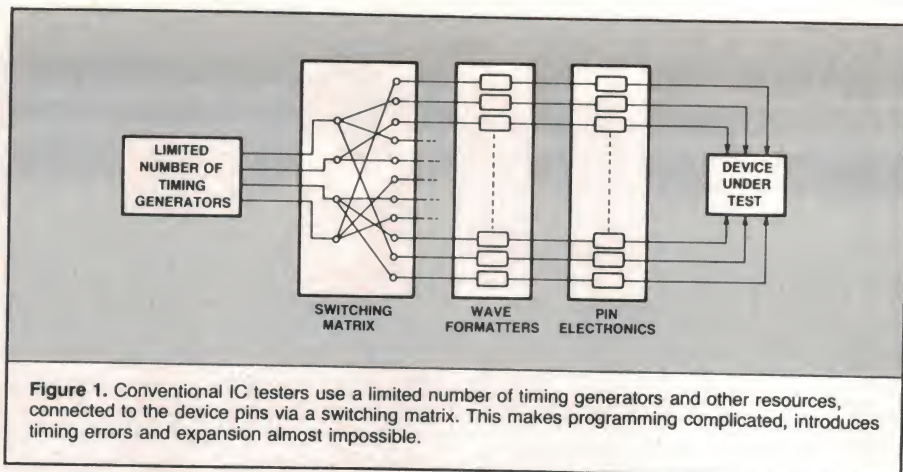 LIMITED
NUMBER OF
TIMING
GENERATORS
SWITCHING
MATRIX
WAVE
FORMATTERS
PIN
ELECTRONICS
DEVICE
UNDER
TEST
Figure 1. Conventional IC testers use a limited number of timing generators and other resources,
connected to the device pins via a switching matrix. This makes programming complicated, introduces
timing errors and expansion almost impossible.